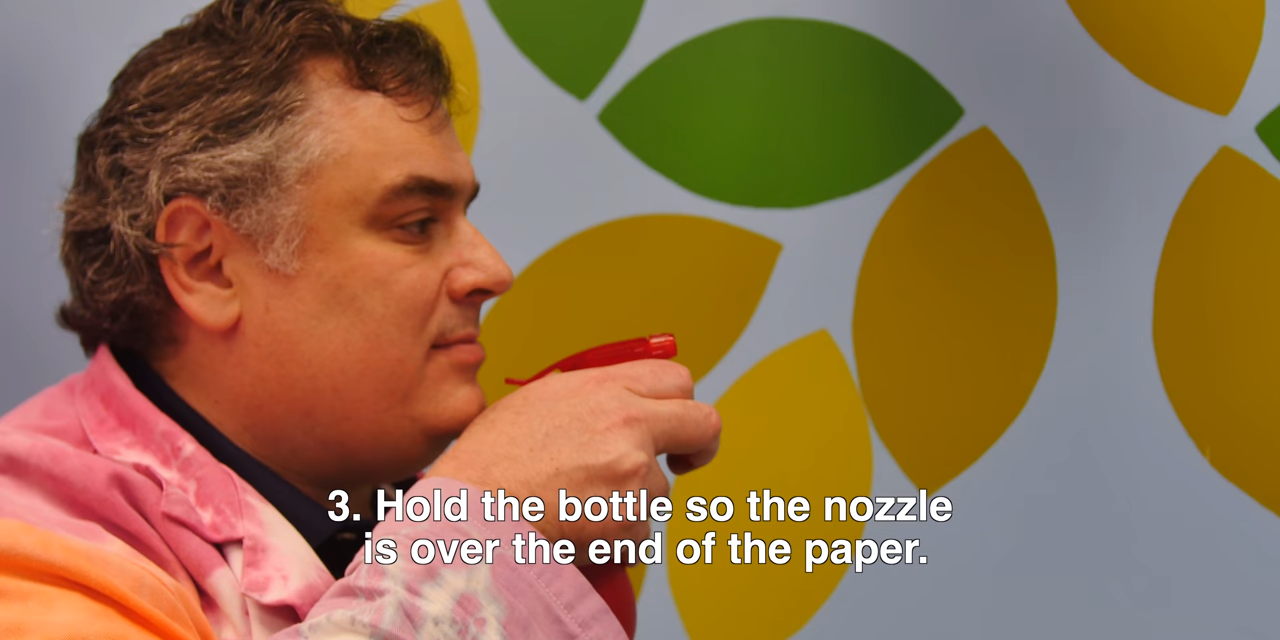 3. Hold the bottle so the nozzle
is over the end of the paper.